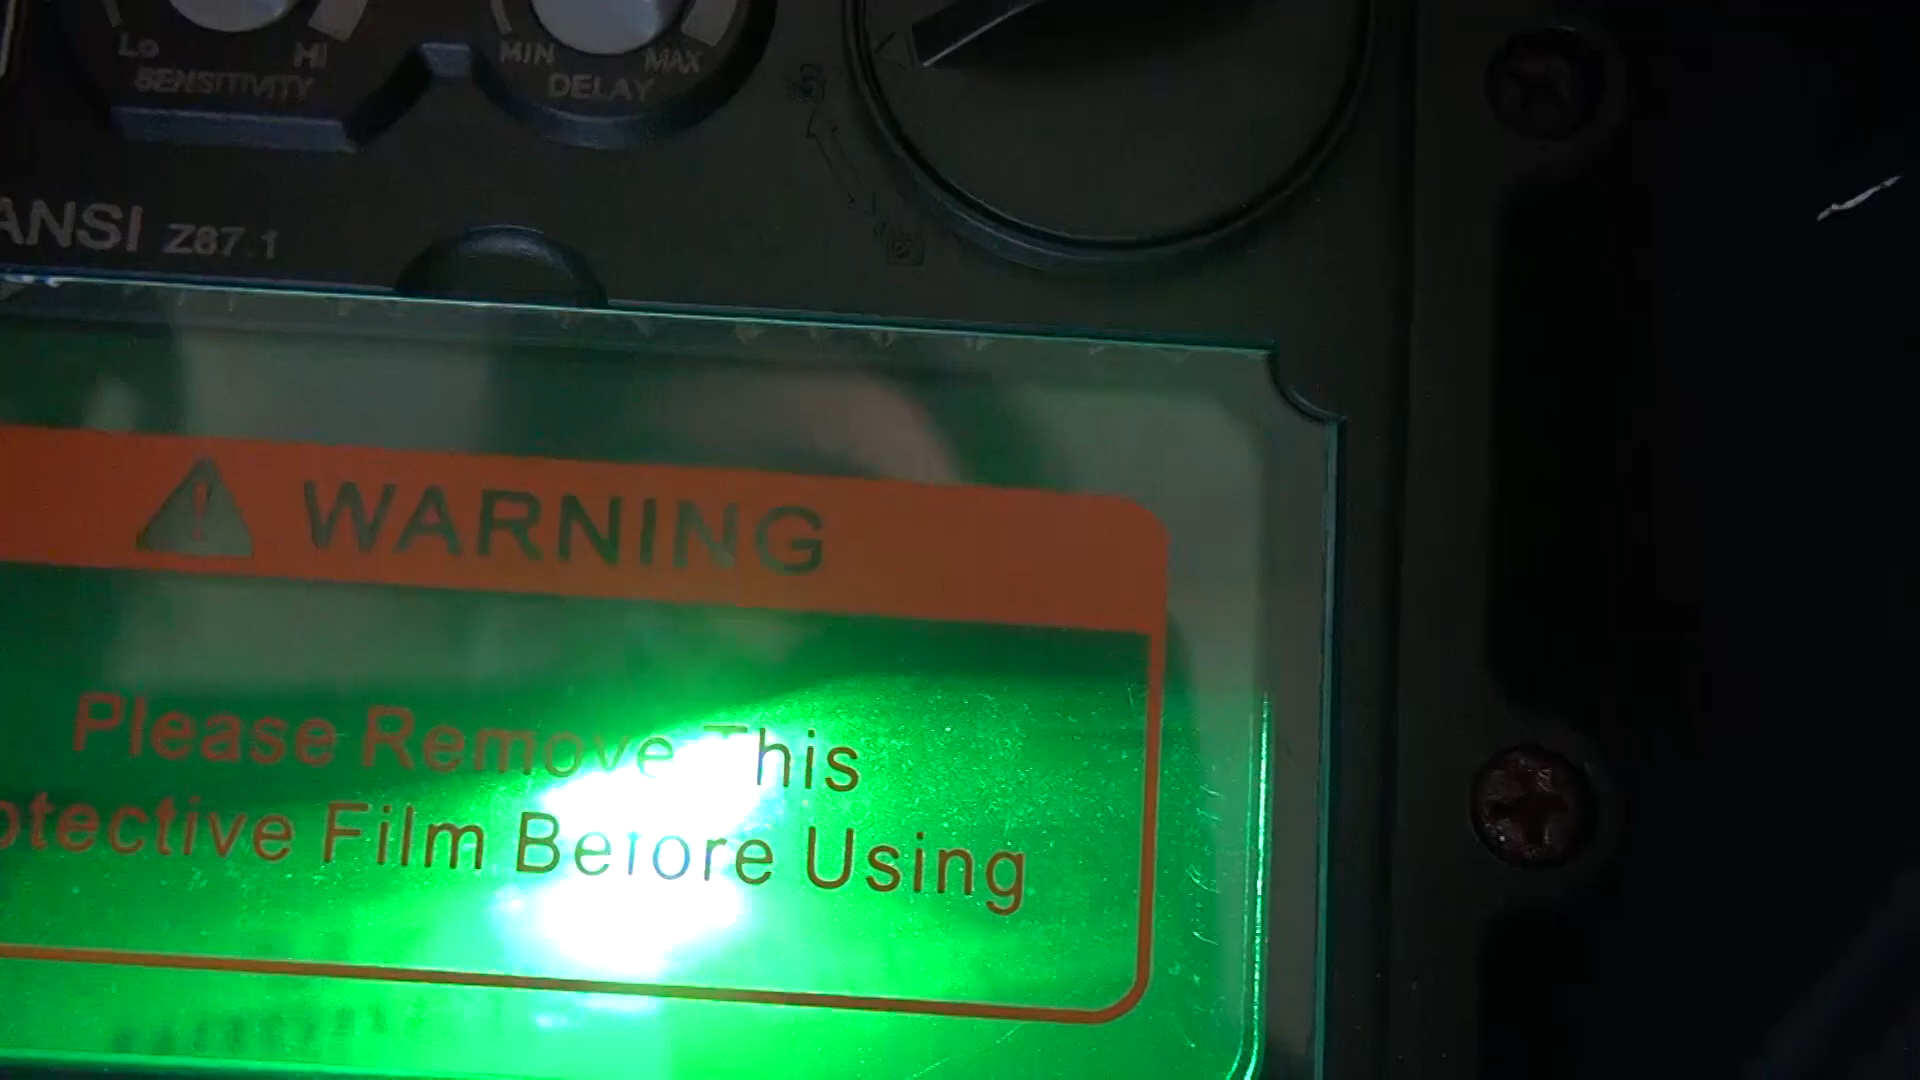 Lo HI
SENSITIVITY
MIN MAX
DELAY
ANSI Z87.1
WARNING
Please Remove This
otective Film Before Using